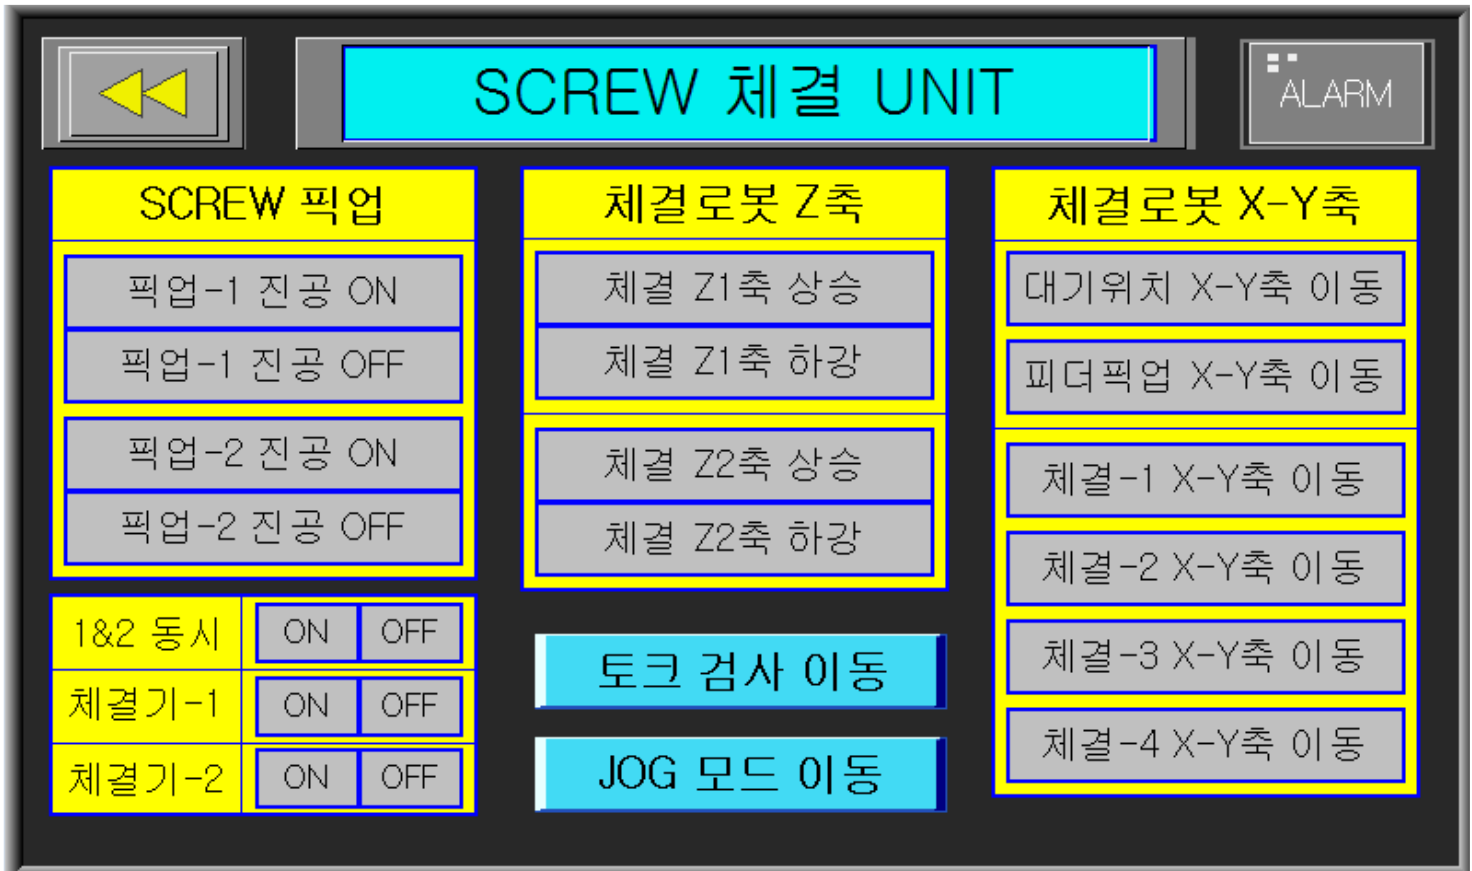 SCREW 체결 UNIT
ALARM
SCREW 픽업
픽업-1 진공 ON
픽업-1 진공 OFF
픽업-2 진공 ON
픽업-2 진공 OFF
1&2 동시 ON OFF
체결기-1 ON OFF
체결기-2 ON OFF
체결로봇 Z축
체결 Z1축 상승
체결 Z1축 하강
체결 Z2축 상승
체결 Z2축 하강
토크 검사 이동
JOG 모드 이동
체결로봇 X-Y축
대기위치 X-Y축 이동
피더픽업 X-Y축 이동
체결-1 X-Y축 이동
체결-2 X-Y축 이동
체결-3 X-Y축 이동
체결-4 X-Y축 이동